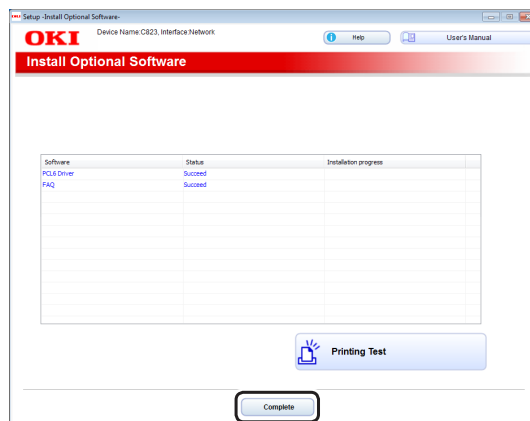 OKI Setup -Install Optional Software-
OKI Device Name:C823, Interface:Network Help User's Manual
Install Optional Software
Software Status Installation progress
PCL6 Driver Succeed
FAQ Succeed
Printing Test
Complete